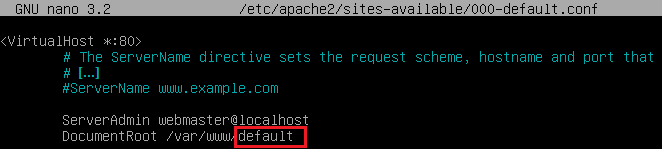 GNU nano 3.2 /etc/apache2/sites-available/000-default.conf
<VirtualHost *:80>
# The ServerName directive sets the request scheme, hostname and port that
# [...]
#ServerName www.example.com
ServerAdmin webmaster@localhost
DocumentRoot /var/www/default